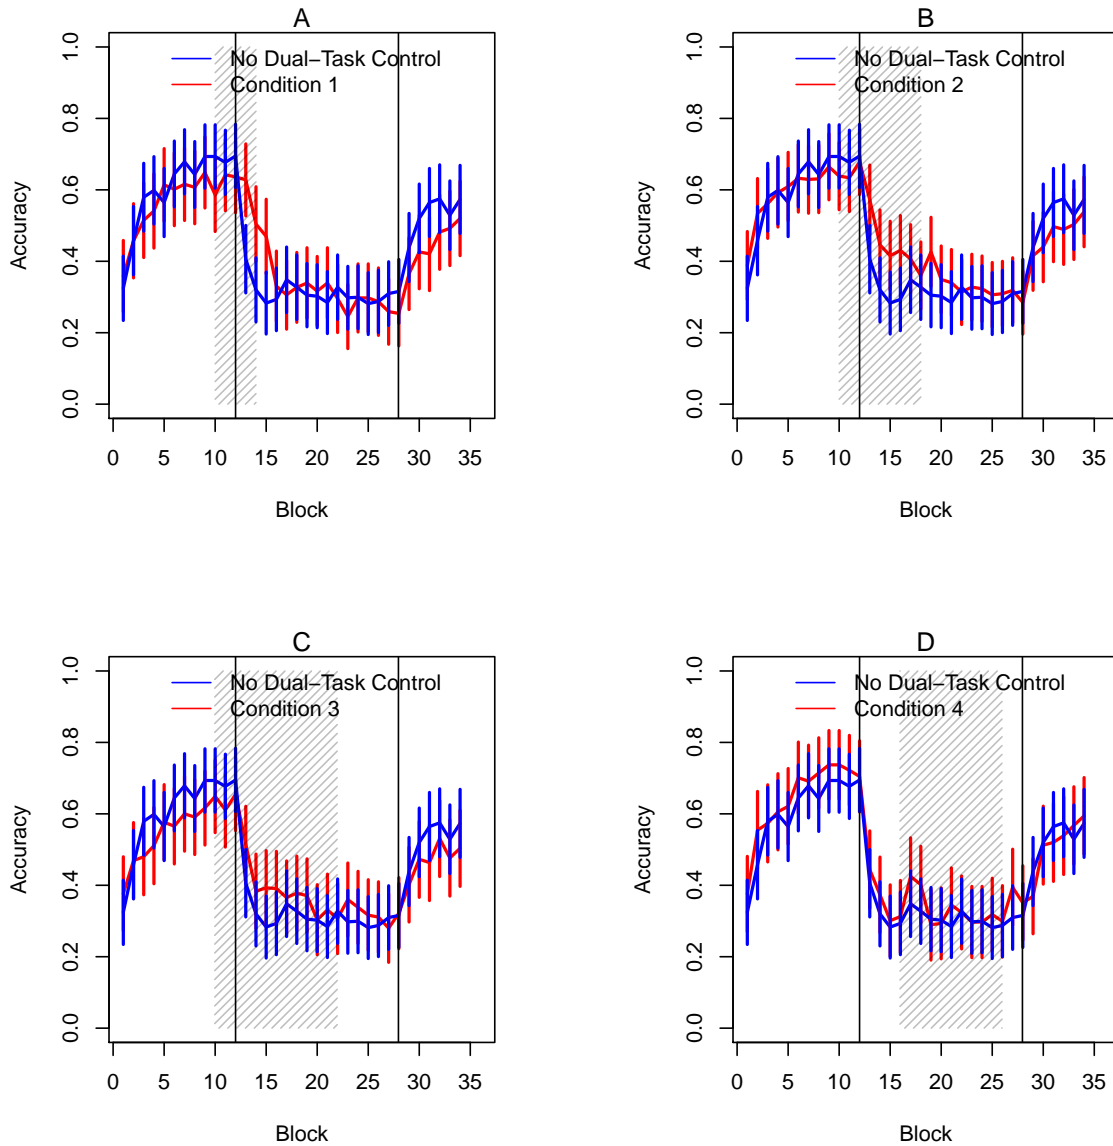 A
No Dual−Task Control
Condition 1
Accuracy
0.0 0.2 0.4 0.6 0.8 1.0
0 5 10 15 20 25 30 35
Block
B
No Dual−Task Control
Condition 2
Accuracy
0.0 0.2 0.4 0.6 0.8 1.0
0 5 10 15 20 25 30 35
Block
C
No Dual−Task Control
Condition 3
Accuracy
0.0 0.2 0.4 0.6 0.8 1.0
0 5 10 15 20 25 30 35
Block
D
No Dual−Task Control
Condition 4
Accuracy
0.0 0.2 0.4 0.6 0.8 1.0
0 5 10 15 20 25 30 35
Block